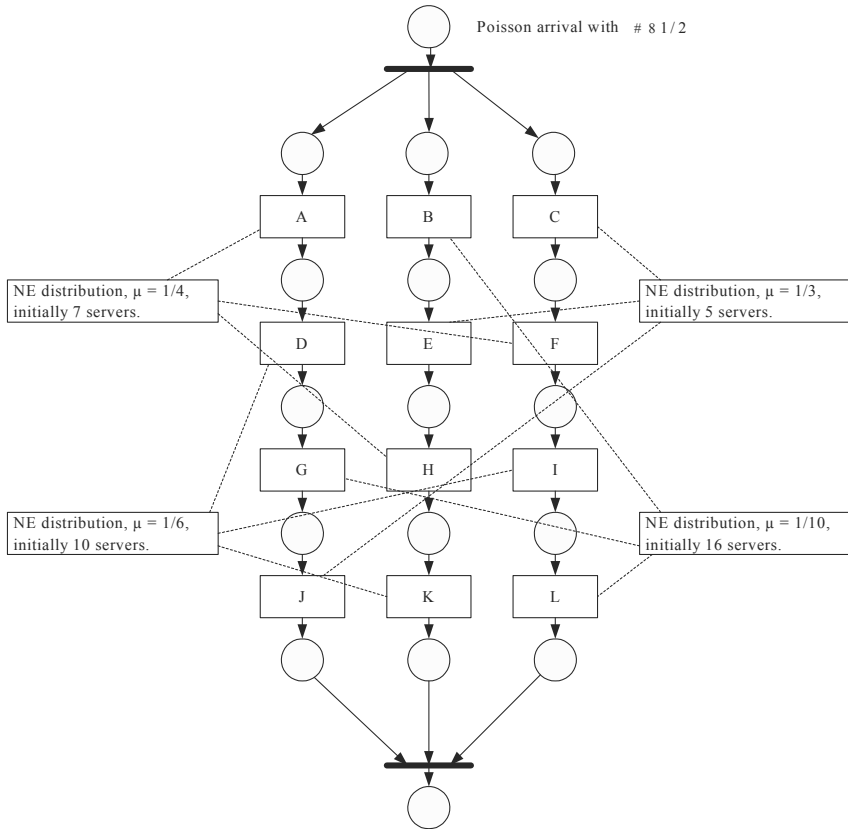 Poisson arrival with # 8 1/2
A
B
C
NE distribution, μ = 1/4,
initially 7 servers.
NE distribution, μ = 1/3,
initially 5 servers.
D
E
F
G
H
I
NE distribution, μ = 1/6,
initially 10 servers.
NE distribution, μ = 1/10,
initially 16 servers.
J
K
L